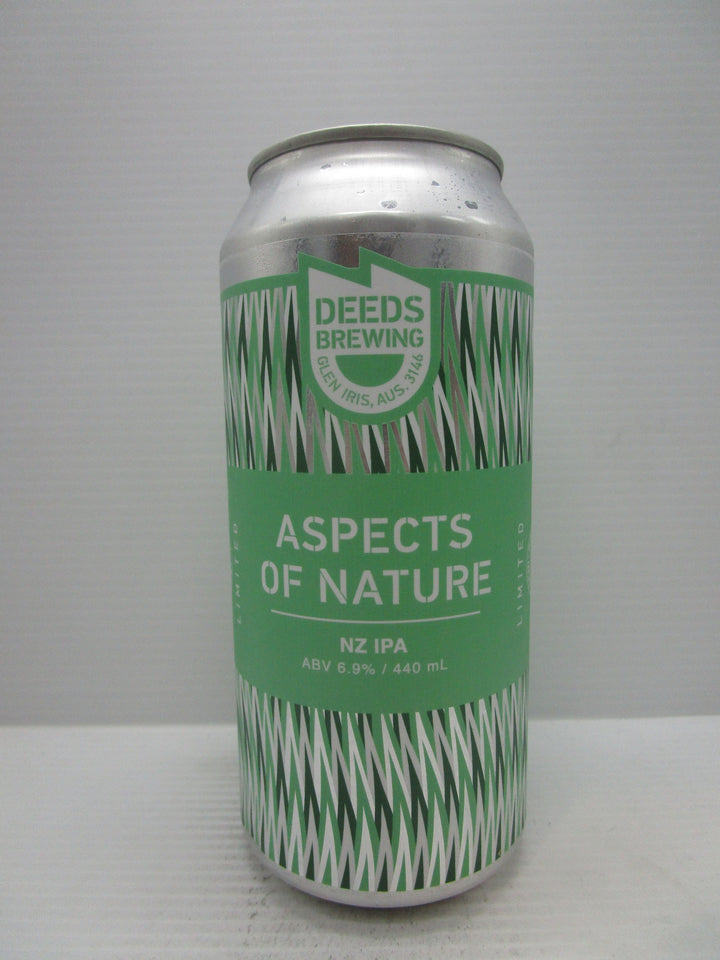 DEEDS
BREWING
GLEN IRIS, AUS. 3146
ASPECTS
OF NATURE
NZ IPA
ABV 6.9% / 440 mL
LIMITED
LIMITED